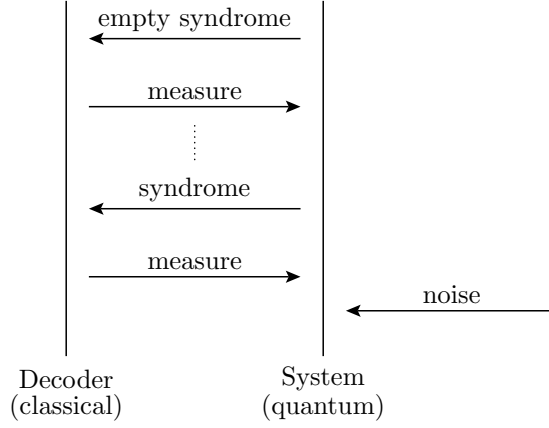 empty syndrome
measure
syndrome
measure
noise
Decoder
(classical)
System
(quantum)